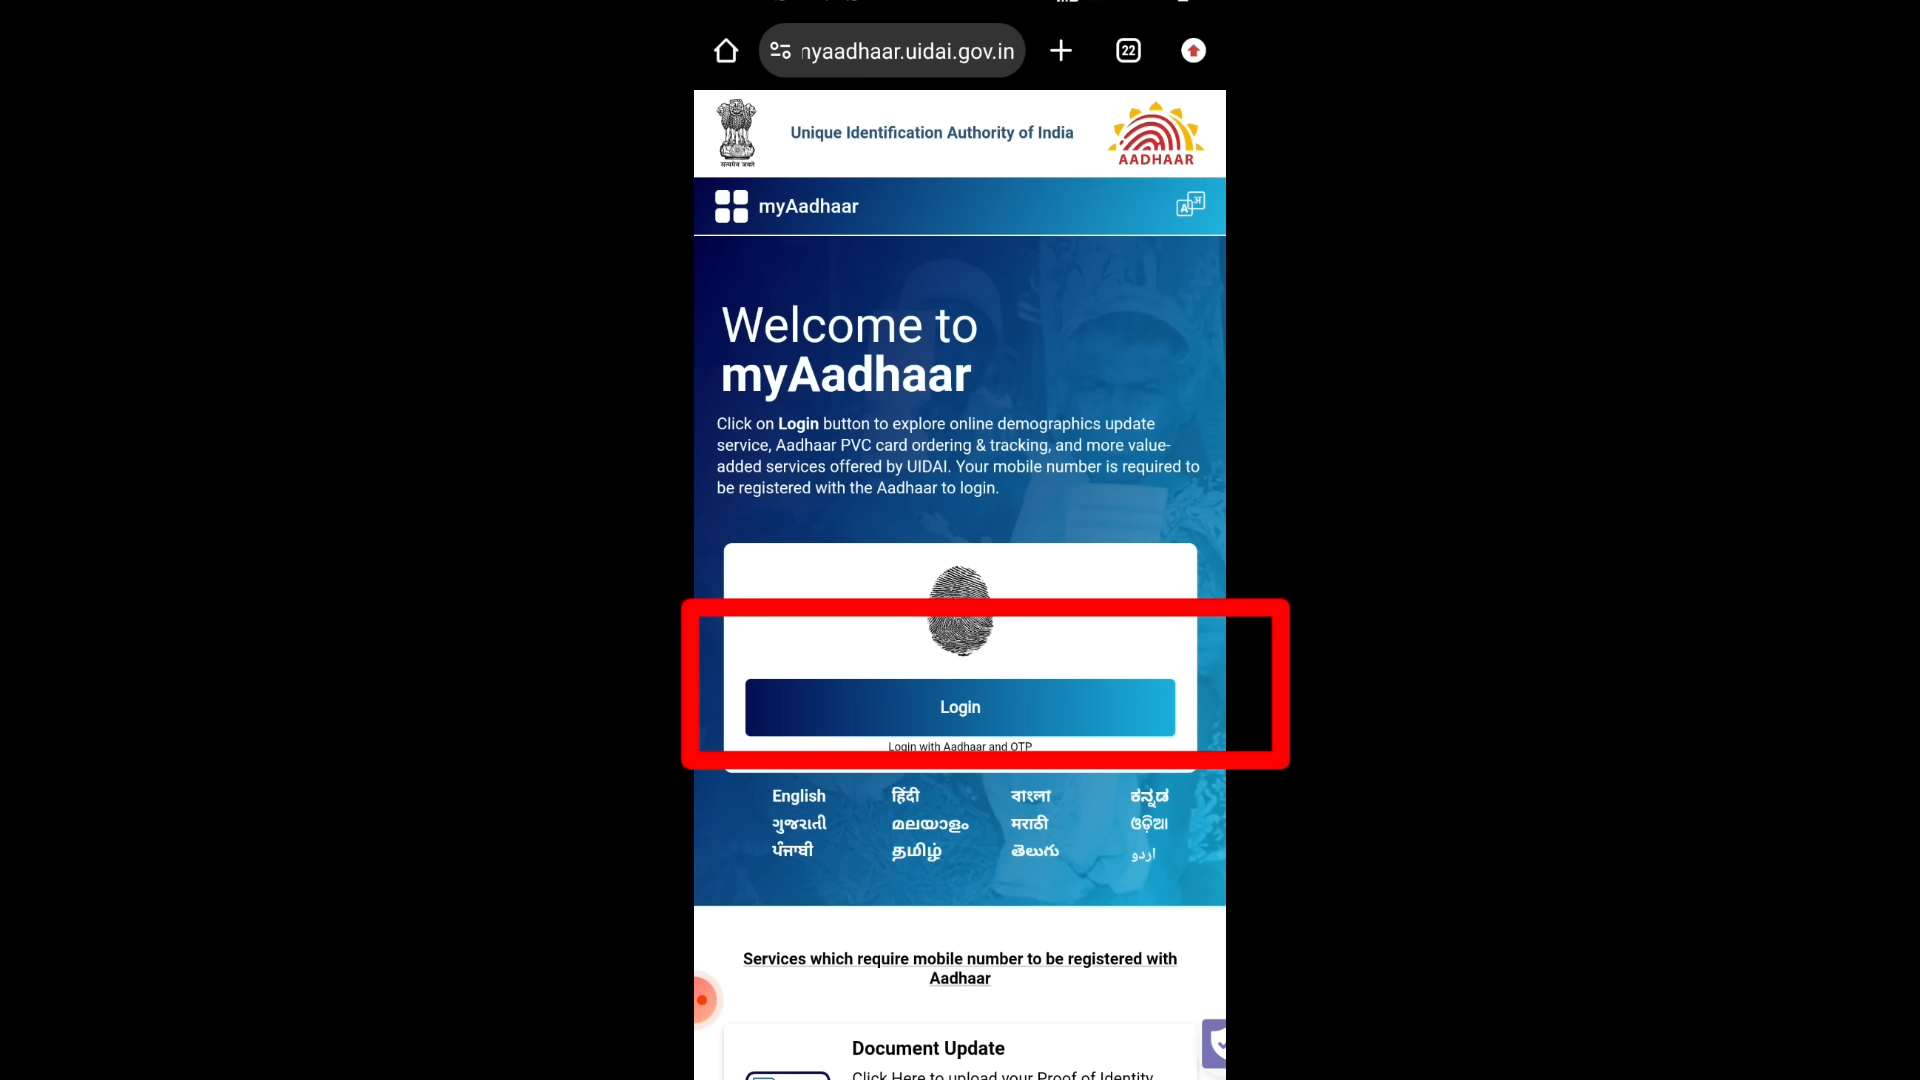 myaadhaar.uidai.gov.in
22
सत्यमेव जयते
Unique Identification Authority of India
AADHAAR
myAadhaar
A अ
Welcome to
myAadhaar
Click on Login button to explore online demographics update
service, Aadhaar PVC card ordering & tracking, and more value-
added services offered by UIDAI. Your mobile number is required to
be registered with the Aadhaar to login.
Login
Login with Aadhaar and OTP
English हिंदी বাংলা ಕನ್ನಡ
ગુજરાતી മലയാളം मराठी ଓଡ଼ିଆ
ਪੰਜਾਬੀ தமிழ் తెలుగు اردو
Services which require mobile number to be registered with
Aadhaar
Document Update
Click Here to upload your Proof of Identity